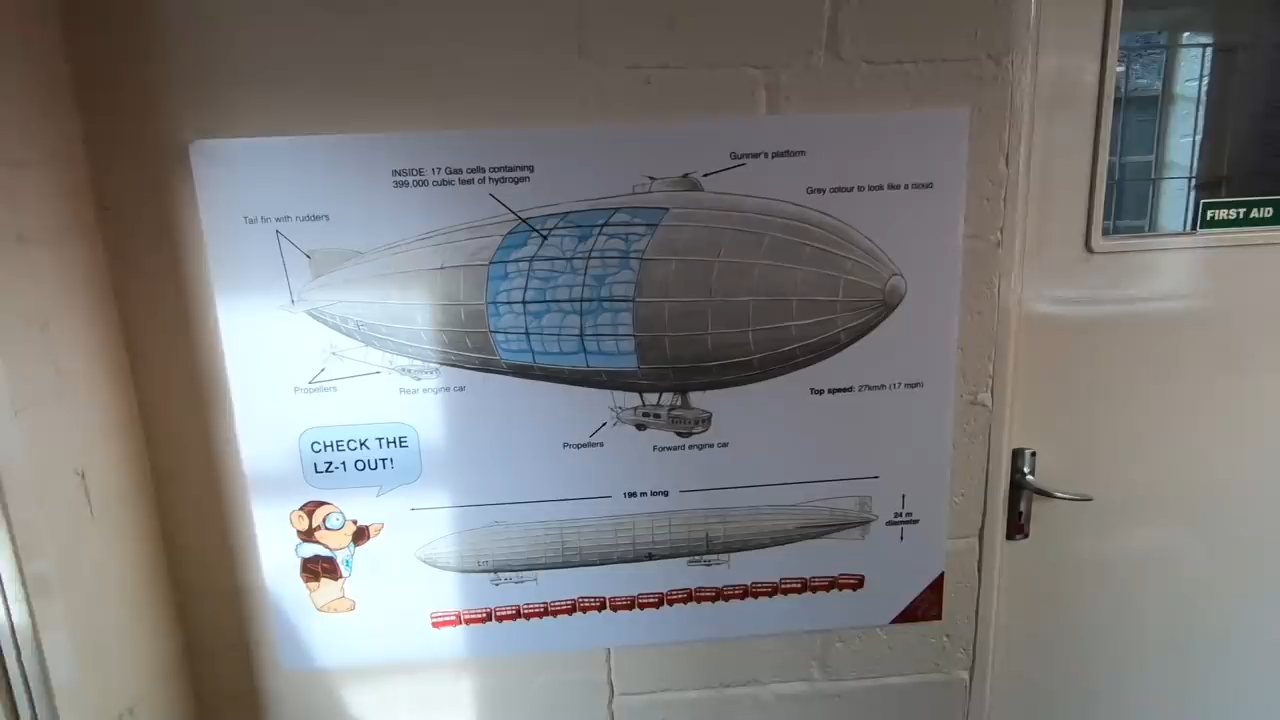 INSIDE: 17 Gas cells containing
399,000 cubic feet of hydrogen
Gunner's platform
Grey colour to look like a cloud
Tail fin with rudders
FIRST AID
Propellers
Rear engine car
Top speed: 27km/h (17 mph)
Propellers
Forward engine car
CHECK THE
LZ-1 OUT!
196 m long
24 m
diameter